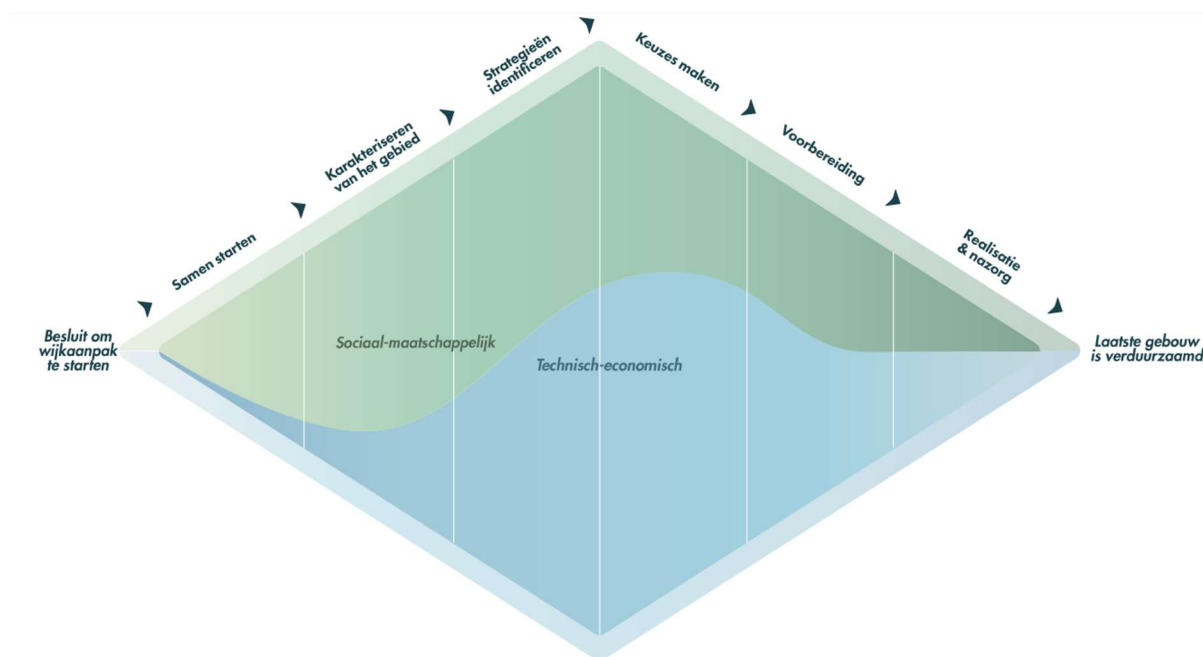 Besluit om
wijkaanpak
te starten
Samen starten
Karakteriseren
van het gebied
Strategieën
identificeren
Keuzes maken
Voorbereiding
Realisatie
& nazorg
Laatste gebouw
is verduurzaamd
Sociaal-maatschappelijk
Technisch-economisch